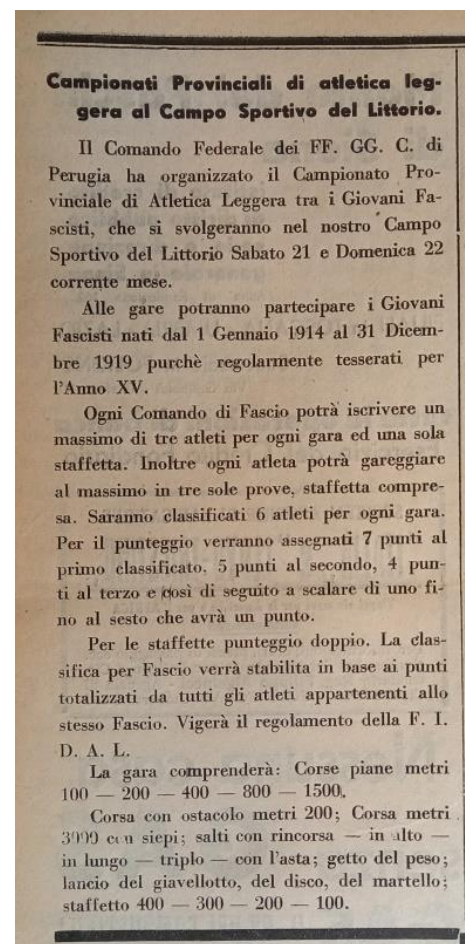 Campionati Provinciali di atletica leg-
gera al Campo Sportivo del Littorio.
Il Comando Federale dei FF. GG. C. di
Perugia ha organizzato il Campionato Pro-
vinciale di Atletica Leggera tra i Giovani Fa-
scisti, che si svolgeranno nel nostro Campo
Sportivo del Littorio Sabato 21 e Domenica 22
corrente mese.
Alle gare potranno partecipare i Giovani
Fascisti nati dal 1 Gennaio 1914 al 31 Dicem-
bre 1919 purchè regolarmente tesserati per
l'Anno XV.
Ogni Comando di Fascio potrà iscrivere un
massimo di tre atleti per ogni gara ed una sola
staffetta. Inoltre ogni atleta potrà gareggiare
al massimo in tre sole prove, staffetta compre-
sa. Saranno classificati 6 atleti per ogni gara.
Per il punteggio verranno assegnati 7 punti al
primo classificato, 5 punti al secondo, 4 pun-
ti al terzo e così di seguito a scalare di uno fi-
no al sesto che avrà un punto.
Per le staffette punteggio doppio. La clas-
sifica per Fascio verrà stabilita in base ai punti
totalizzati da tutti gli atleti appartenenti allo
stesso Fascio. Vigerà il regolamento della F. I.
D. A. L.
La gara comprenderà: Corse piane metri
100 — 200 — 400 — 800 — 1500.
Corsa con ostacolo metri 200; Corsa metri
3000 con siepi; salti con rincorsa — in alto —
in lungo — triplo — con l'asta; getto del peso;
lancio del giavellotto, del disco, del martello;
staffetto 400 — 300 — 200 — 100.